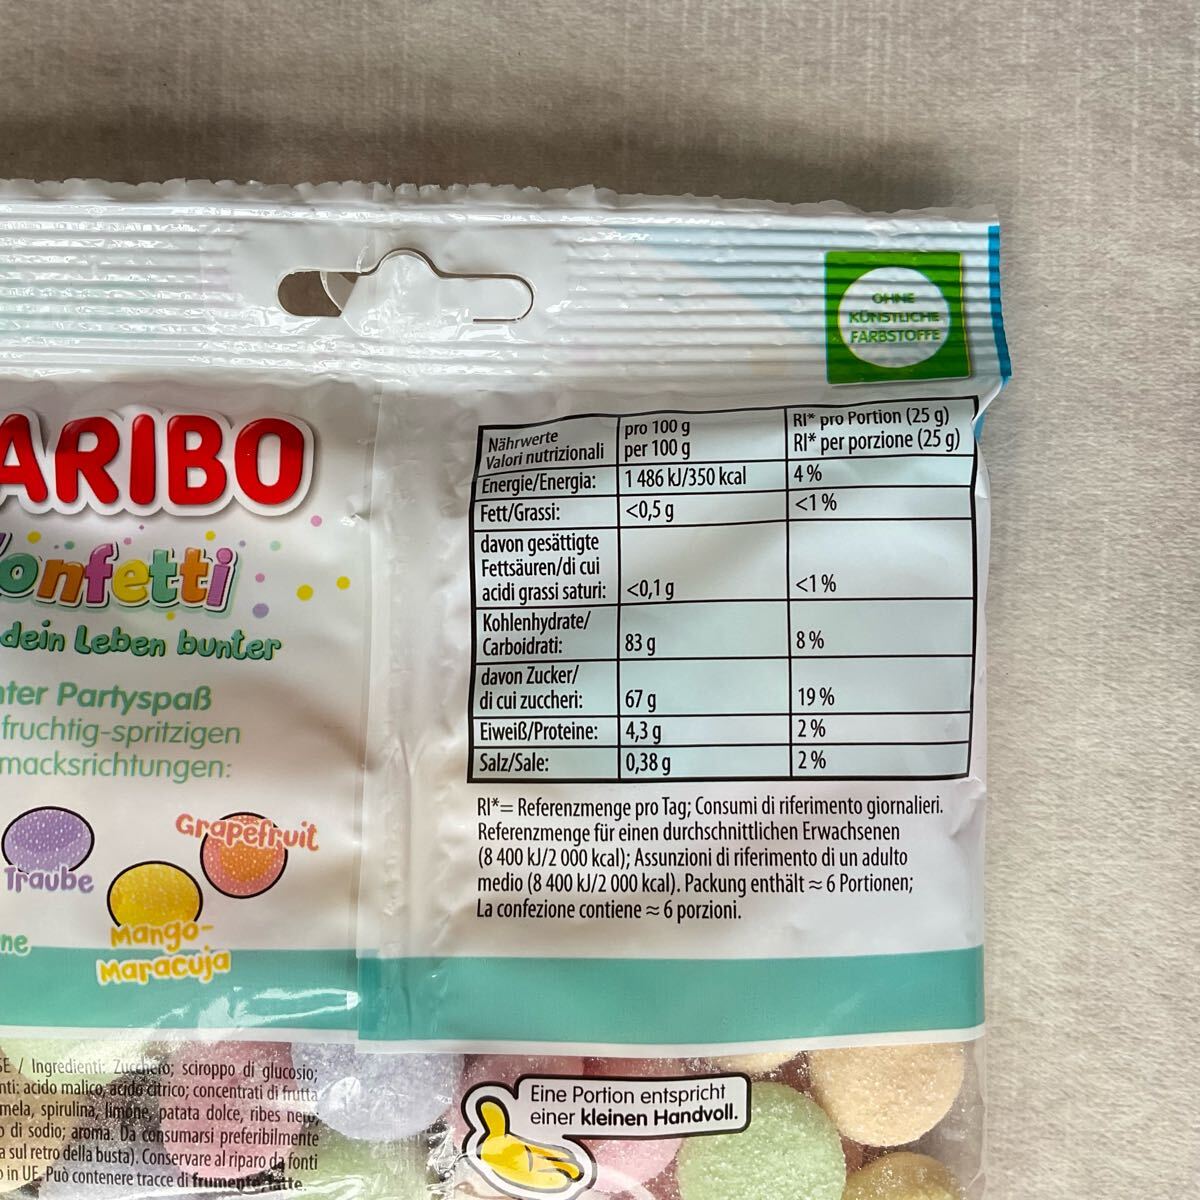 OHNE
KÜNSTLICHE
FARBSTOFFE
ARIBO
Konfetti
dein Leben bunter
nter Partyspaß
fruchtig-spritzigen
macksrichtungen:
Grapefruit
Traube
Mango-
Maracuja
ne
Nährwerte pro 100 g RI* pro Portion (25 g)
Valori nutrizionali per 100 g RI* per porzione (25 g)
Energie/Energia: 1 486 kJ/350 kcal 4 %
Fett/Grassi: <0,5 g <1 %
davon gesättigte
Fettsäuren/di cui
acidi grassi saturi: <0,1 g <1 %
Kohlenhydrate/
Carboidrati: 83 g 8 %
davon Zucker/
di cui zuccheri: 67 g 19 %
Eiweiß/Proteine: 4,3 g 2 %
Salz/Sale: 0,38 g 2 %
RI*= Referenzmenge pro Tag; Consumi di riferimento giornalieri.
Referenzmenge für einen durchschnittlichen Erwachsenen
(8 400 kJ/2 000 kcal); Assunzioni di riferimento di un adulto
medio (8 400 kJ/2 000 kcal). Packung enthält ≈ 6 Portionen;
La confezione contiene ≈ 6 porzioni.
SE / Ingredienti: Zucchero; sciroppo di glucosio;
nti: acido malico, acido citrico; concentrati di frutta
mela, spirulina, limone, patata dolce, ribes nero,
o di sodio; aroma. Da consumarsi preferibilmente
a sul retro della busta). Conservare al riparo da fonti
o in UE. Può contenere tracce di frumento, latte.
Eine Portion entspricht
einer kleinen Handvoll.